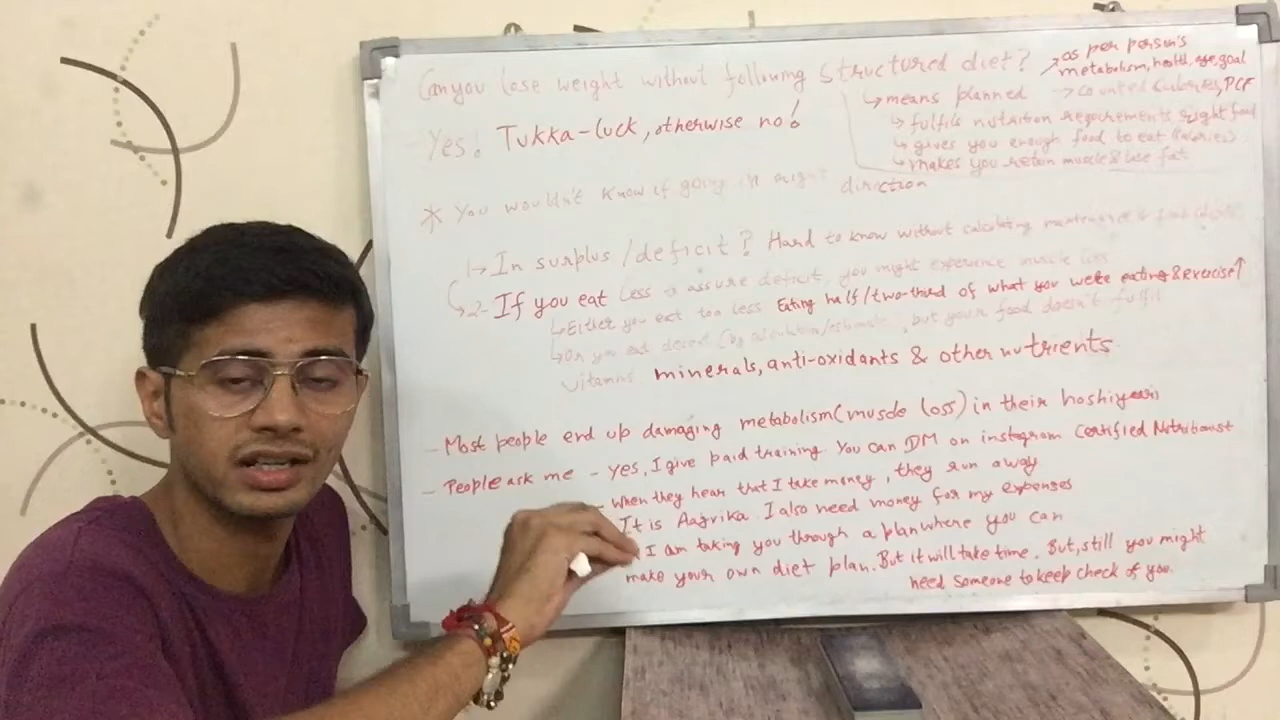 Can you lose weight without following structured diet?
↗ as per person's
metabolism, health, age, goal
↳ means planned → counted Calories, PCF
↳ fulfils nutrition requirements right food
↳ gives you enough food to eat (calories)
↳ makes you retain muscle & lose fat
Yes! Tukka-luck, otherwise no!
* You wouldn't know if going in right direction
1→ In surplus/deficit? Hard to know without calculating maintenance & food
2- If you eat less to assure deficit, you might experience muscle loss
↳ Either you eat too less Eating half/two-third of what you were eating & exercise↑
↳ Or you eat decent (by calculation/estimate), but your food doesn't fulfil
vitamins minerals, anti-oxidants & other nutrients.
- Most people end up damaging metabolism (muscle loss) in their hoshiyari
- People ask me - yes, I give paid training. You can DM on instagram Certified Nutritionist
- When they hear that I take money, they run away
It is Aajivika. I also need money for my expenses
I am taking you through a plan where you can
make your own diet plan. But it will take time. But, still you might
need someone to keep check of you.